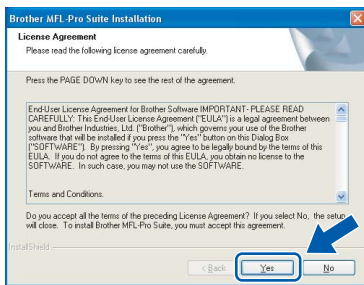 Brother MFL-Pro Suite Installation
License Agreement
Please read the following license agreement carefully.
Press the PAGE DOWN key to see the rest of the agreement.
End-User License Agreement for Brother Software IMPORTANT- PLEASE READ
CAREFULLY: This End-User License Agreement ("EULA") is a legal agreement between
you and Brother Industries, Ltd. ("Brother"), which governs your use of the Brother
software that will be installed if you press the "Yes" button on this Dialog Box
("SOFTWARE"). By pressing "Yes", you agree to be legally bound by the terms of this
EULA. If you do not agree to the terms of this EULA, you obtain no license to the
SOFTWARE. In such case, you may not use the SOFTWARE.
Terms and Conditions.
Do you accept all the terms of the preceding License Agreement? If you select No, the setup
will close. To install Brother MFL-Pro Suite, you must accept this agreement.
InstallShield
< Back
Yes
No